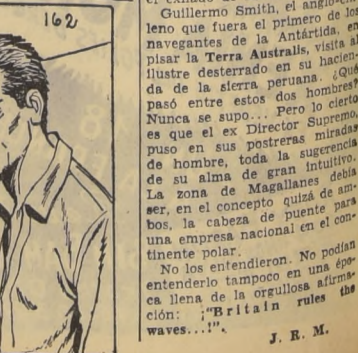 162
Guillermo Smith, el anglo-chi-
leno que fuera el primero de los
navegantes de la Antártida, en
pisar la Terra Australis, visita al
ilustre desterrado en su hacien-
da de la sierra peruana. ¿Qué
pasó entre estos dos hombres?
Nunca se supo... Pero lo cierto
es que el ex Director Supremo,
puso en sus postreras miradas
de hombre, toda la sugerencia
de su alma de gran intuitivo.
La zona de Magallanes debía
ser, en el concepto quizá de am-
bos, la cabeza de puente para
una empresa nacional en el con-
tinente polar.
No los entendieron. No podían
entenderlo tampoco en una épo-
ca llena de la orgullosa afirma-
ción: ¡"Britain rules the
waves...!".
J. R. M.